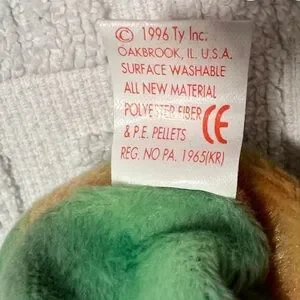 © 1996 Ty Inc.
OAKBROOK, IL. U.S.A.
SURFACE WASHABLE
ALL NEW MATERIAL
POLYESTER FIBER
& P.E. PELLETS CE
REG. NO PA. 1965(KR)